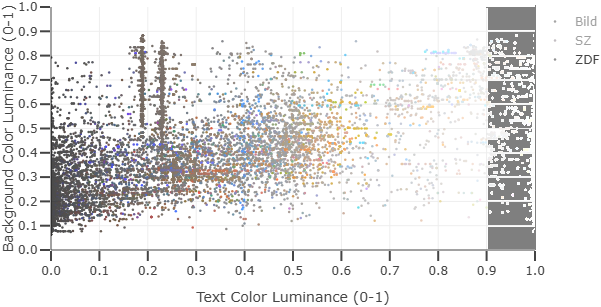 Background Color Luminance (0-1)
1.0
0.9
0.8
0.7
0.6
0.5
0.4
0.3
0.2
0.1
0.0
0.0 0.1 0.2 0.3 0.4 0.5 0.6 0.7 0.8 0.9 1.0
Text Color Luminance (0-1)
Bild
SZ
ZDF